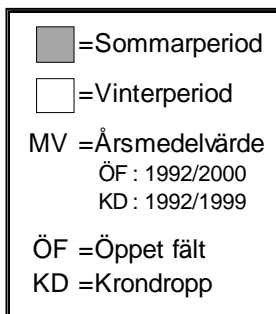 =Sommarperiod
=Vinterperiod
MV =Årsmedelvärde
ÖF : 1992/2000
KD : 1992/1999
ÖF =Öppet fält
KD =Krondropp